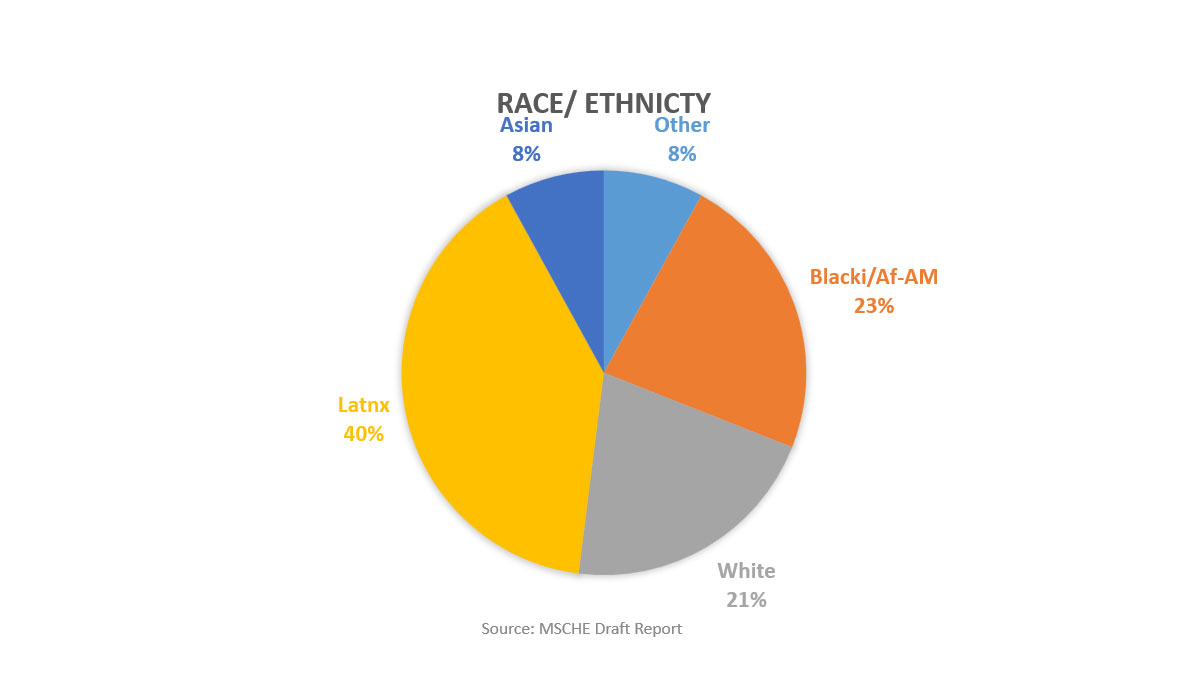 RACE/ ETHNICTY
Asian
8%
Other
8%
Blacki/Af-AM
23%
Latnx
40%
White
21%
Source: MSCHE Draft Report